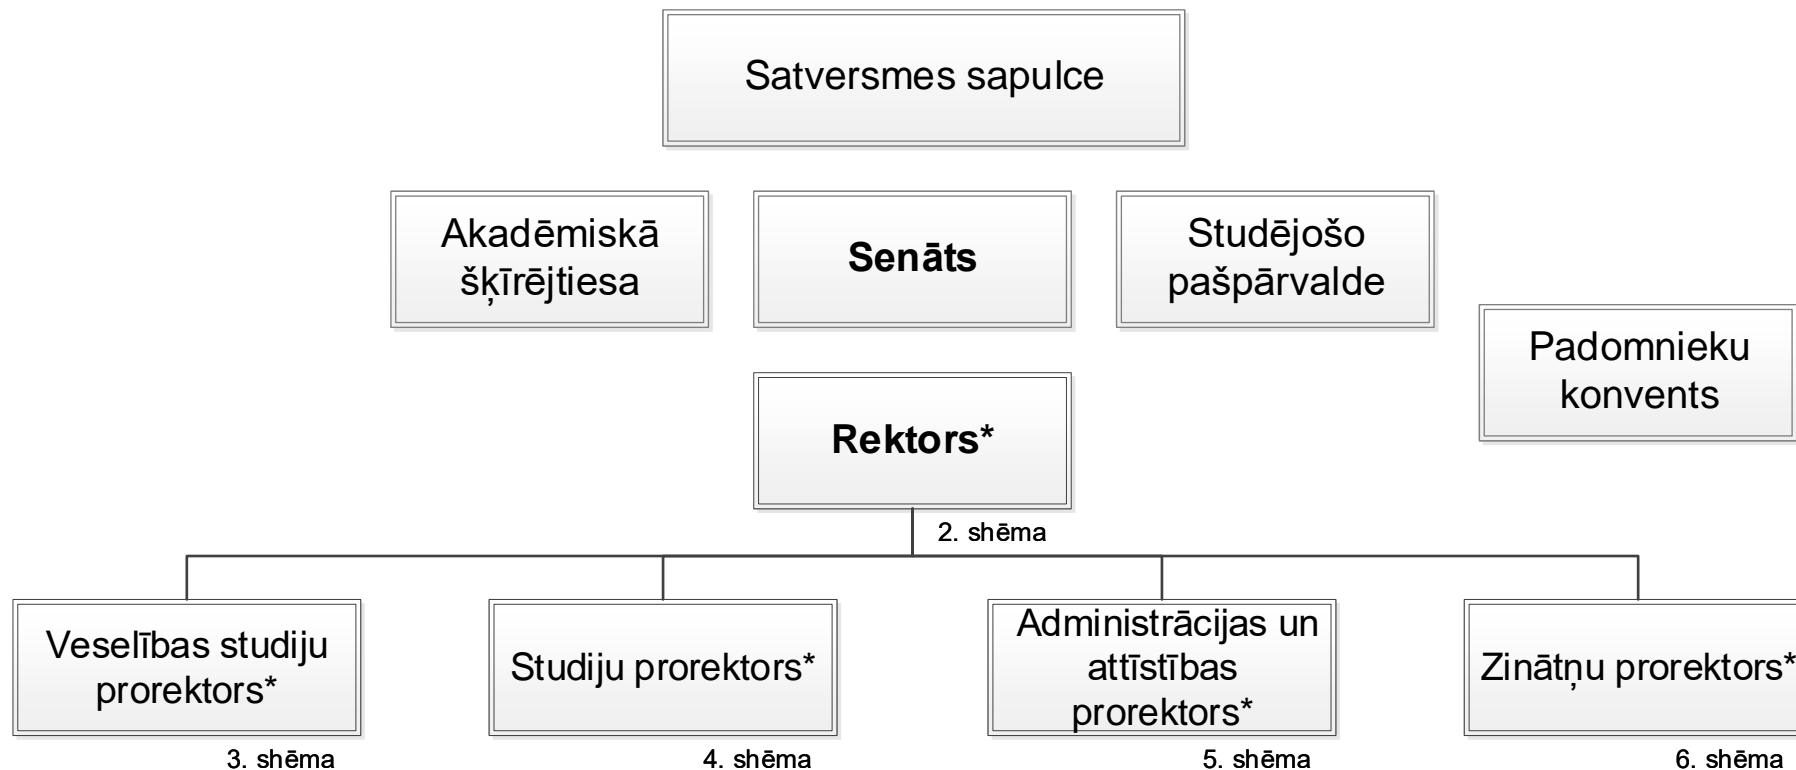 Satversmes sapulce
Akadēmiskā
šķīrējtiesa
Senāts
Studējošo
pašpārvalde
Padomnieku
konvents
Rektors*
2. shēma
Veselības studiju
prorektors*
3. shēma
Studiju prorektors*
4. shēma
Administrācijas un
attīstības
prorektors*
5. shēma
Zinātņu prorektors*
6. shēma